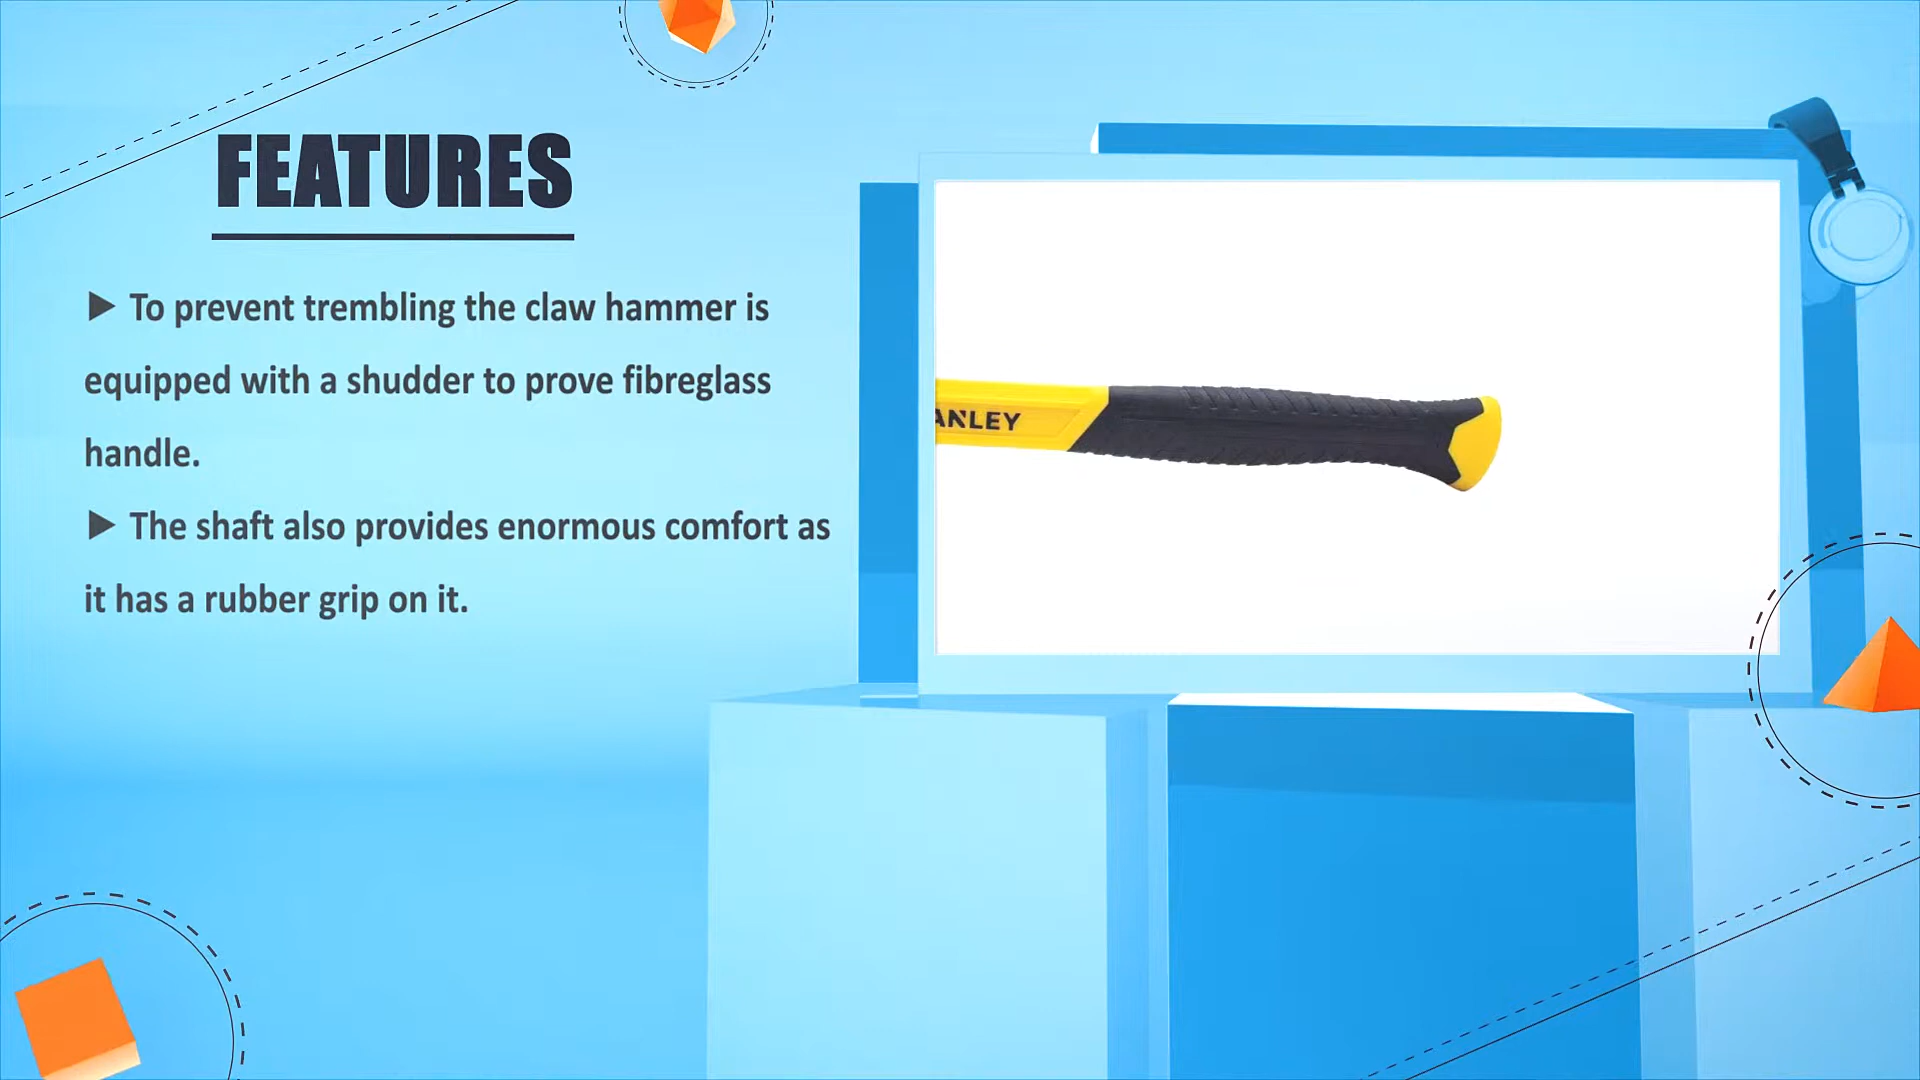 FEATURES
▶ To prevent trembling the claw hammer is
equipped with a shudder to prove fibreglass
handle.
▶ The shaft also provides enormous comfort as
it has a rubber grip on it.
ANLEY